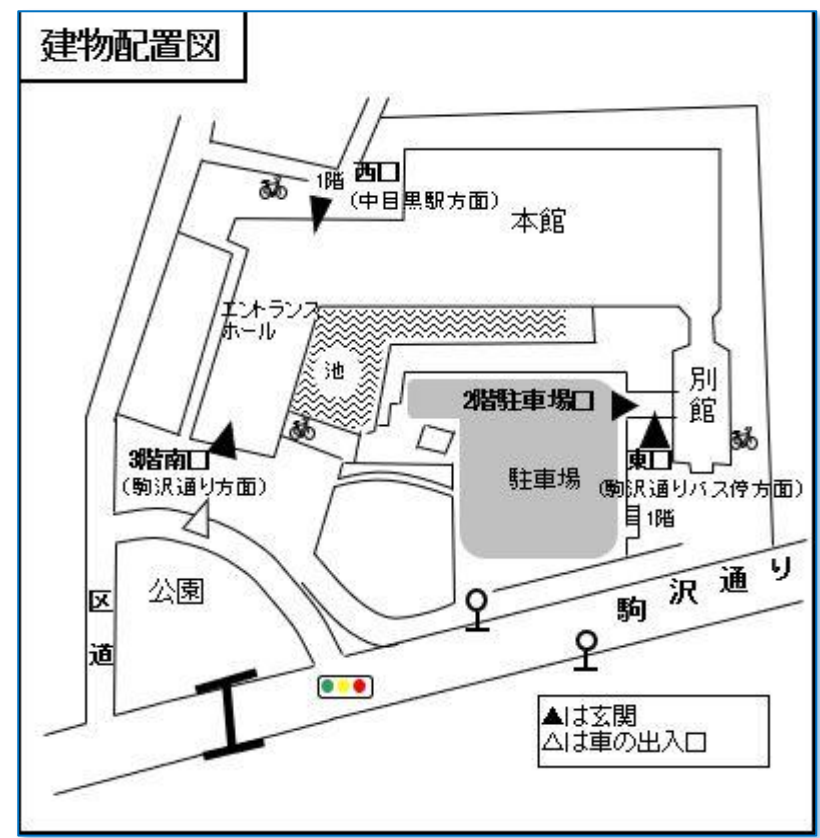 建物配置図
1階 西口
(中目黒駅方面)
本館
エントランス
ホール
池
2階駐車場口
別館
3階南口
(駒沢通り方面)
駐車場
東口
(駒沢通りバス停方面)
1階
公園
区道
駒沢通り
▲は玄関
△は車の出入口